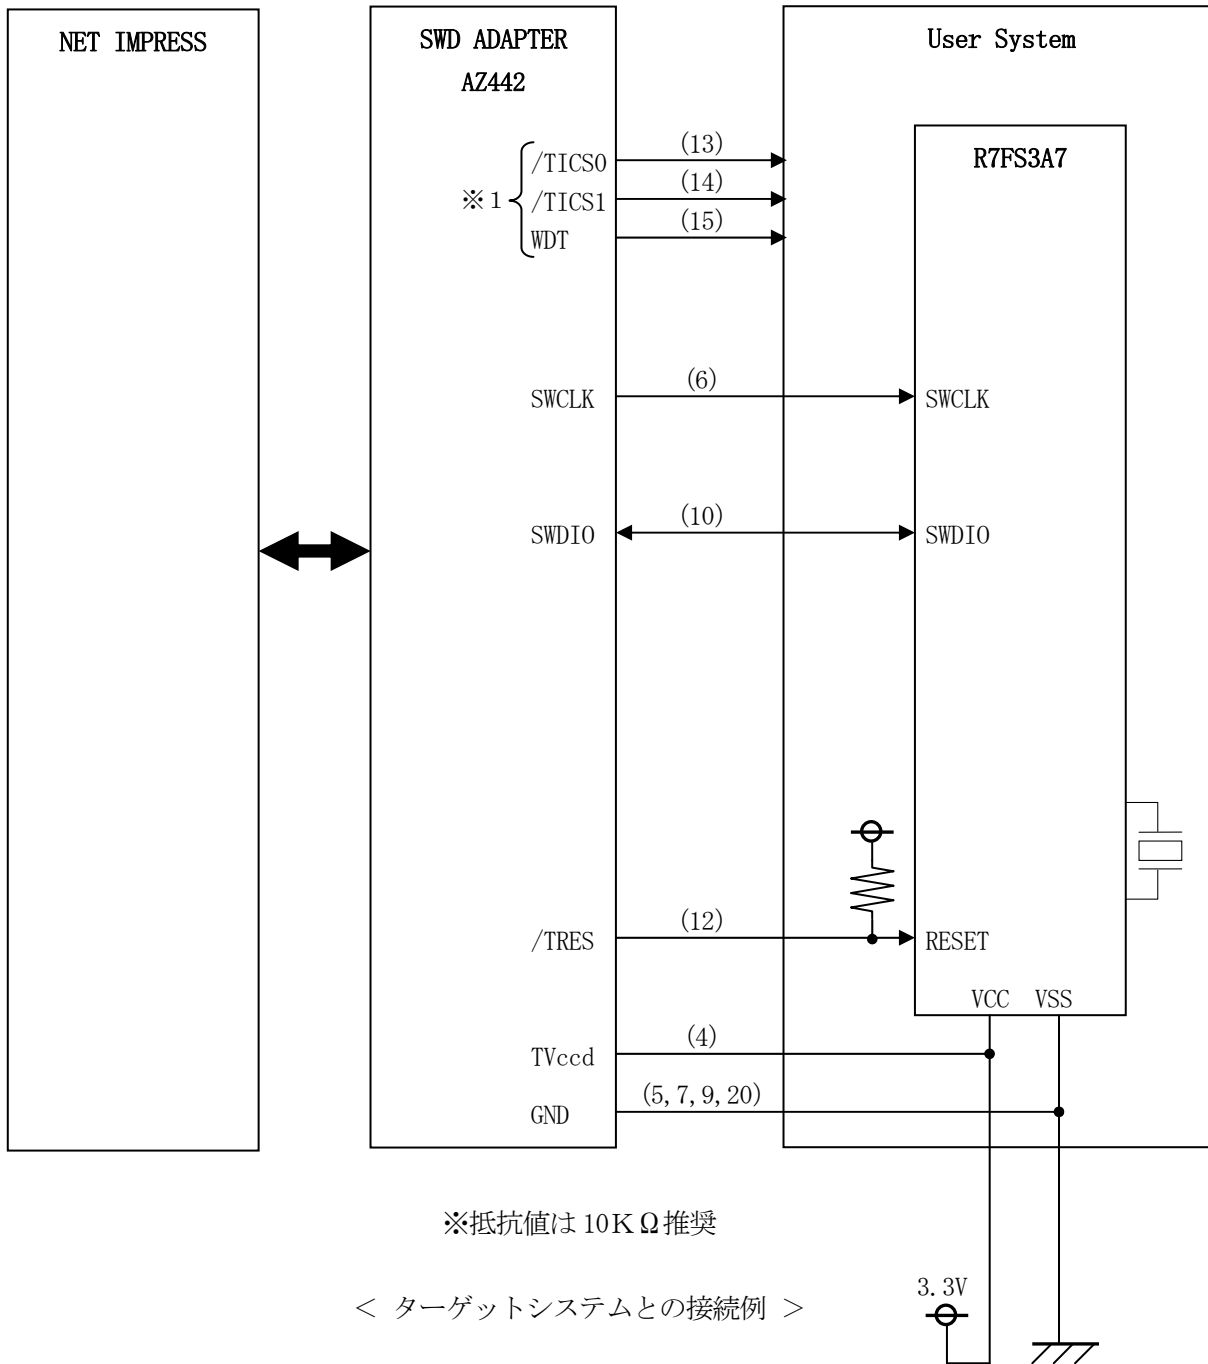 NET IMPRESS
SWD ADAPTER
AZ442
User System
R7FS3A7
※１
/TICS0
(13)
/TICS1
(14)
WDT
(15)
SWCLK
(6)
SWCLK
SWDIO
(10)
SWDIO
/TRES
(12)
RESET
VCC VSS
TVccd
(4)
GND
(5,7,9,20)
※抵抗値は10KΩ推奨
< ターゲットシステムとの接続例 >
3.3V